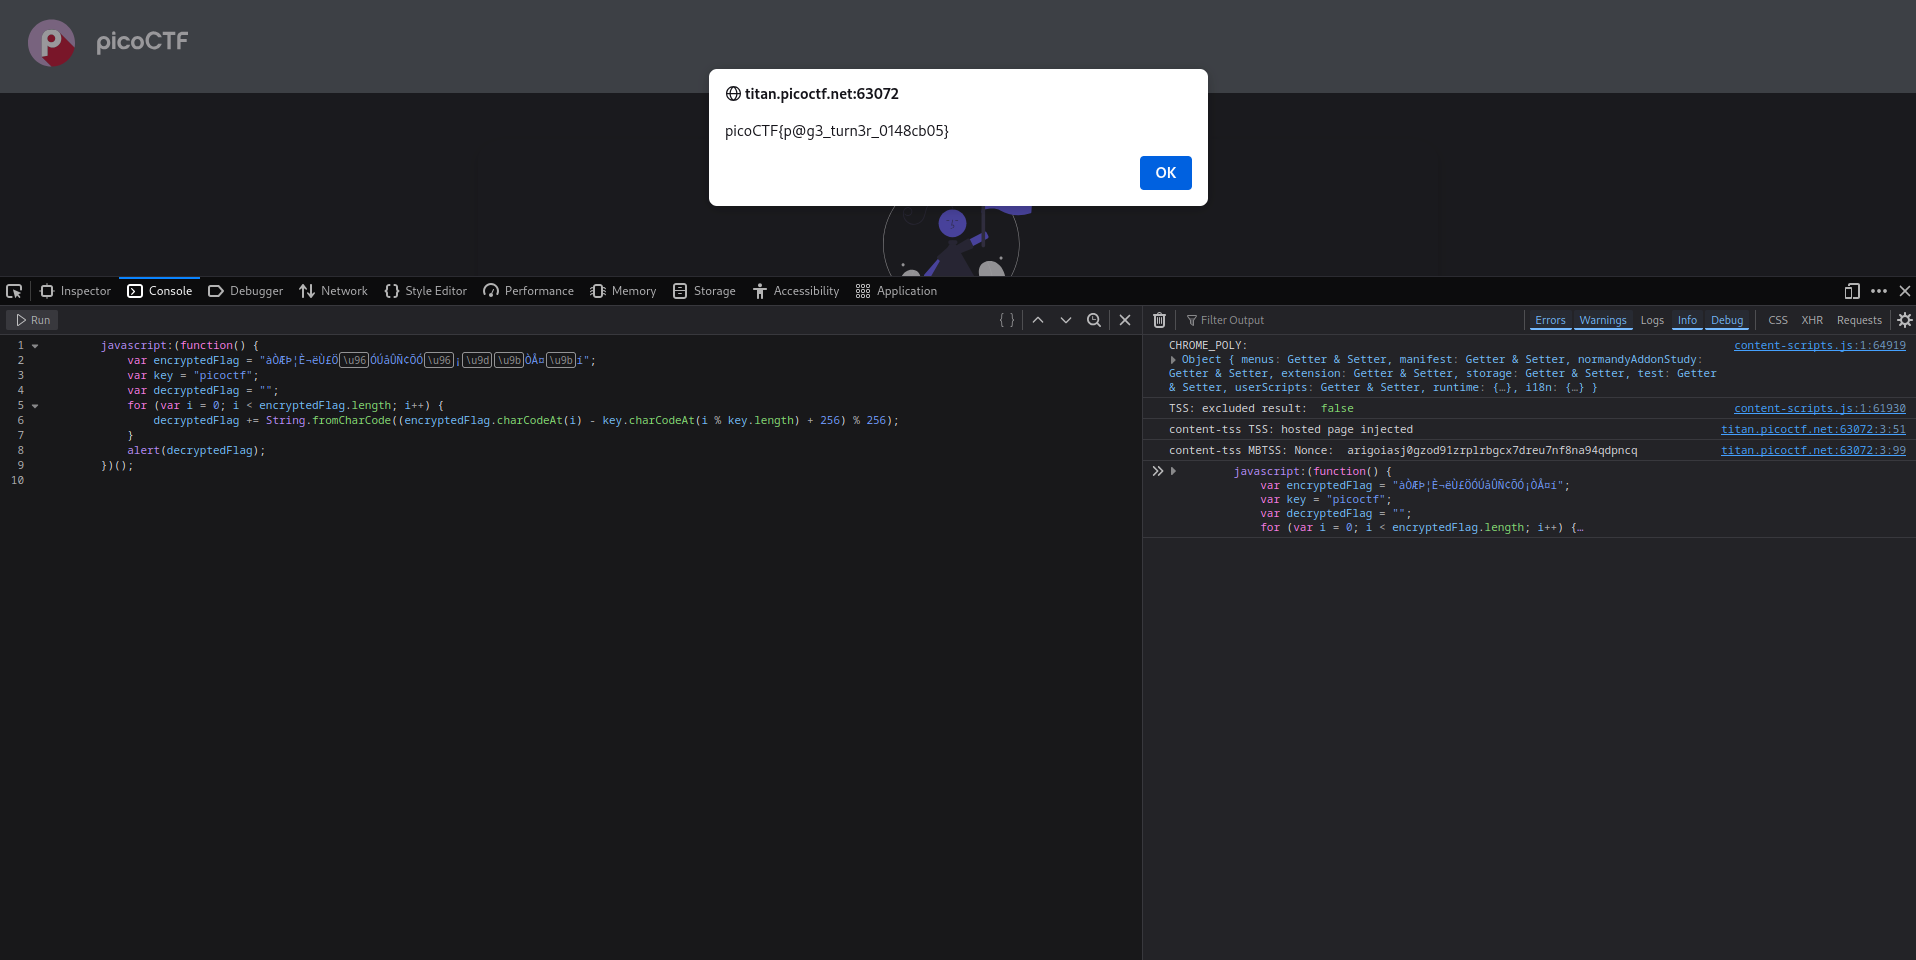 picoCTF
titan.picoctf.net:63072
picoCTF{p@g3_turn3r_0148cb05}
OK
Inspector Console Debugger Network Style Editor Performance Memory Storage Accessibility Application
Run
Filter Output Errors Warnings Logs Info Debug CSS XHR Requests
1 javascript:(function() {
2 var encryptedFlag = "àÒÆÞ¦È¬ëÙ£Ö\u96ÓÚåÛÑ¢ÕÓ\u96¡\u9d\u9bÒÅ¤\u9bí";
3 var key = "picoctf";
4 var decryptedFlag = "";
5 for (var i = 0; i < encryptedFlag.length; i++) {
6 decryptedFlag += String.fromCharCode((encryptedFlag.charCodeAt(i) - key.charCodeAt(i % key.length) + 256) % 256);
7 }
8 alert(decryptedFlag);
9 })();
10
CHROME_POLY: content-scripts.js:1:64919
Object { menus: Getter & Setter, manifest: Getter & Setter, normandyAddonStudy:
Getter & Setter, extension: Getter & Setter, storage: Getter & Setter, test: Getter
& Setter, userScripts: Getter & Setter, runtime: {…}, i18n: {…} }
TSS: excluded result: false content-scripts.js:1:61930
content-tss TSS: hosted page injected titan.picoctf.net:63072:3:51
content-tss MBTSS: Nonce: arigoiasj0gzod91zrplrbgcx7dreu7nf8na94qdpncq titan.picoctf.net:63072:3:99
javascript:(function() {
var encryptedFlag = "àÒÆÞ¦È¬ëÙ£ÖÓÚåÛÑ¢ÕÓ¡ÒÅ¤í";
var key = "picoctf";
var decryptedFlag = "";
for (var i = 0; i < encryptedFlag.length; i++) {…